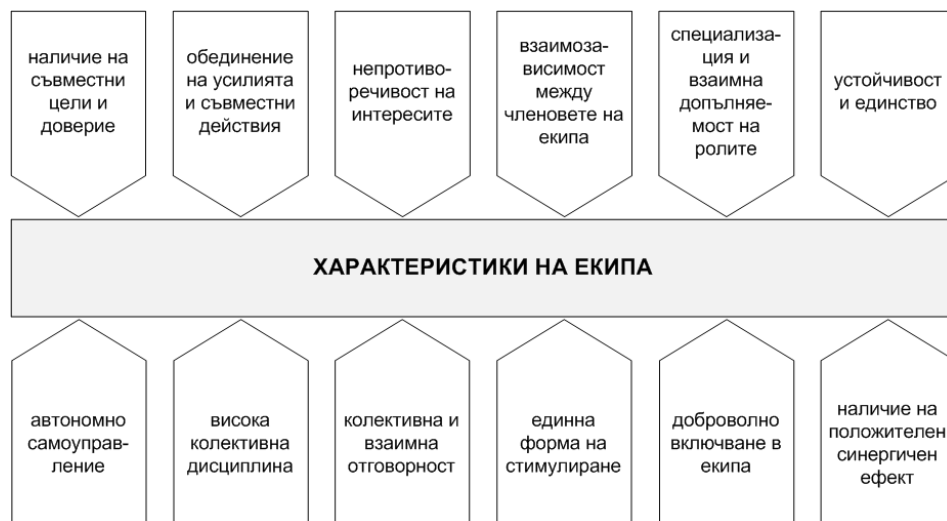 наличие на
съвместни
цели и
доверие
обединение
на усилията
и съвместни
действия
непротиво-
речивост на
интересите
взаимоза-
висимост
между
членовете на
екипа
специализа-
ция и
взаимна
допълняе-
мост на
ролите
устойчивост
и единство
ХАРАКТЕРИСТИКИ НА ЕКИПА
автономно
самоуправ-
ление
висока
колективна
дисциплина
колективна и
взаимна
отговорност
единна
форма на
стимулиране
доброволно
включване в
екипа
наличие на
положителен
синергичен
ефект